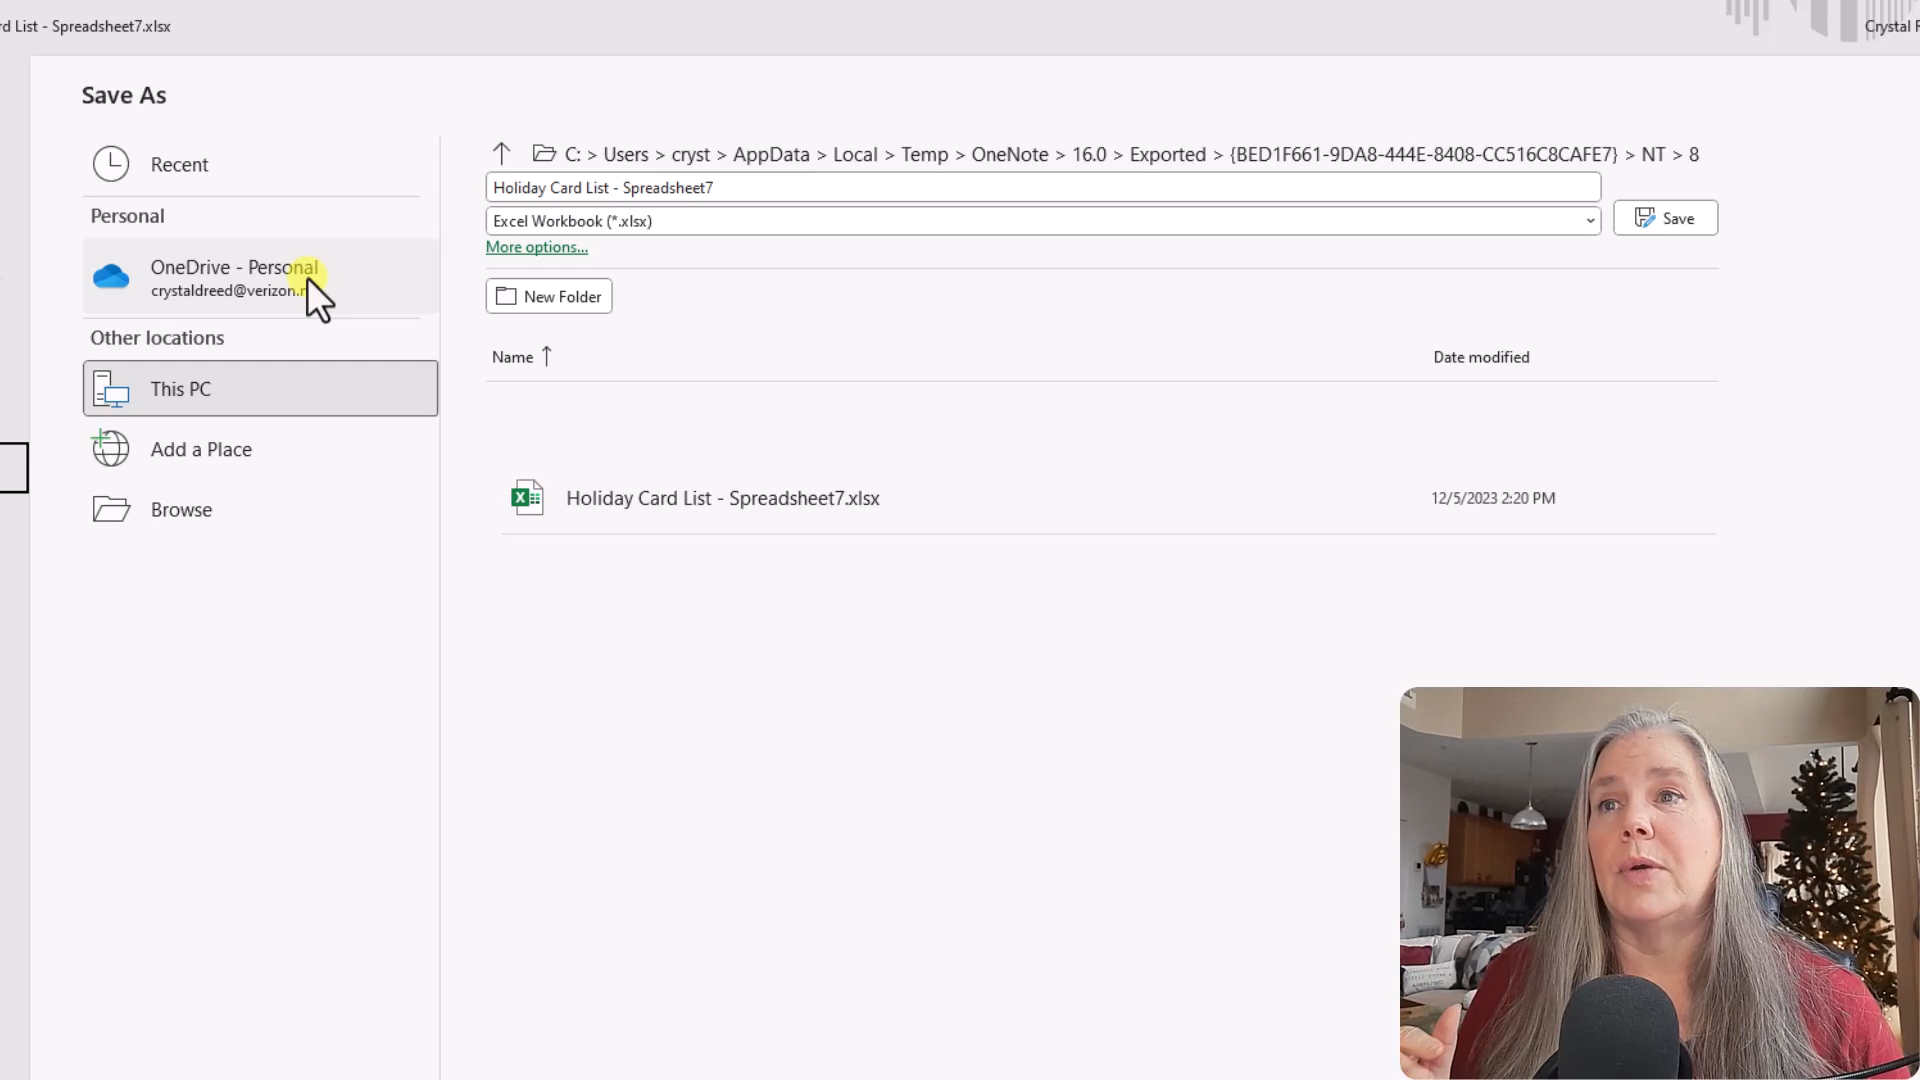 rd List - Spreadsheet7.xlsx
Crystal R
Save As
Recent
Personal
OneDrive - Personal
crystaldreed@verizon.n
Other locations
This PC
Add a Place
Browse
C: > Users > cryst > AppData > Local > Temp > OneNote > 16.0 > Exported > {BED1F661-9DA8-444E-8408-CC516C8CAFE7} > NT > 8
Holiday Card List - Spreadsheet7
Excel Workbook (*.xlsx)
Save
More options...
New Folder
Name
Date modified
Holiday Card List - Spreadsheet7.xlsx
12/5/2023 2:20 PM